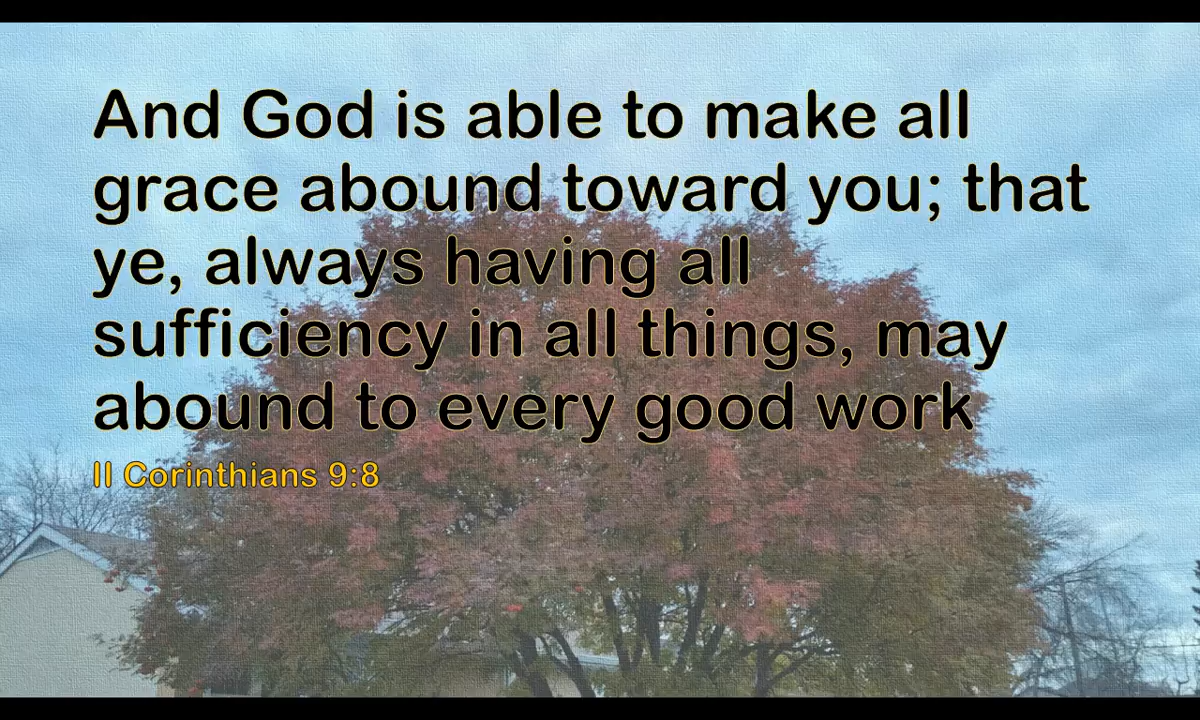 And God is able to make all
grace abound toward you; that
ye, always having all
sufficiency in all things, may
abound to every good work
II Corinthians 9:8